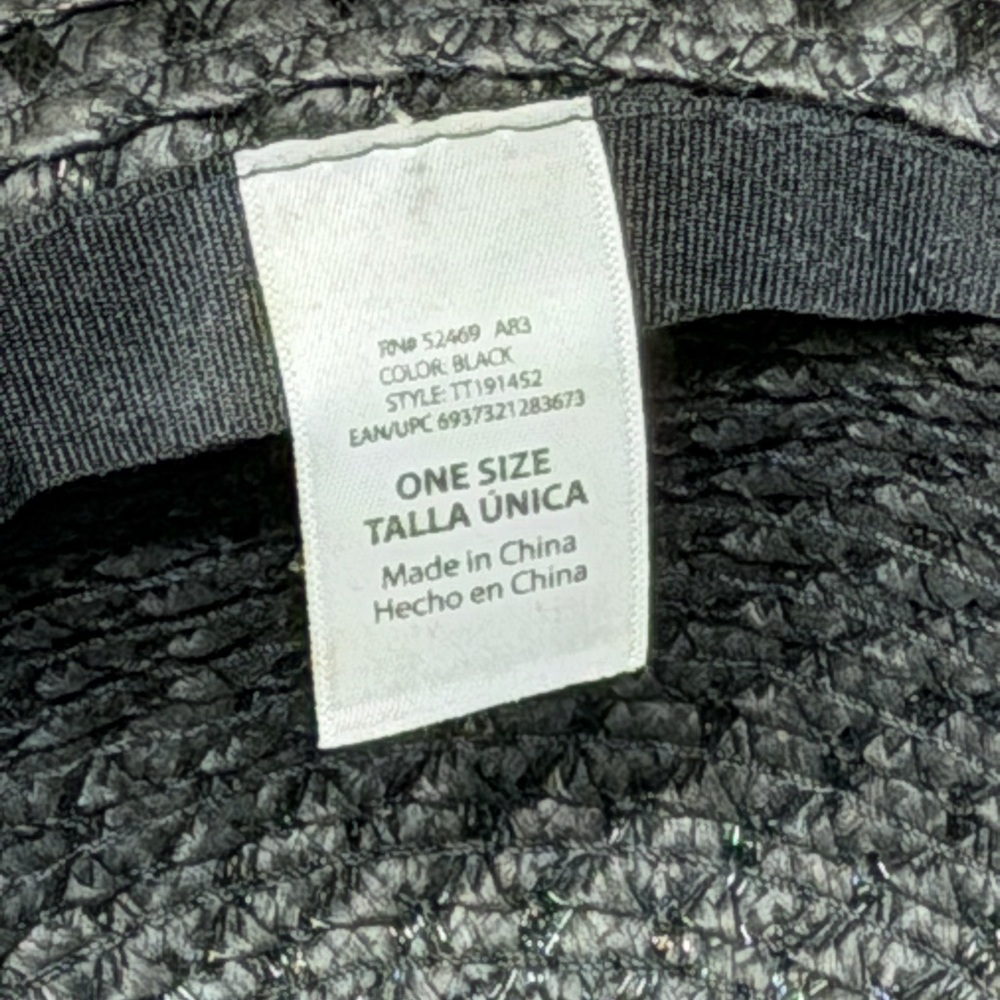 RN# 52469 A83
COLOR: BLACK
STYLE: TT191452
EAN/UPC 6937321283673
ONE SIZE
TALLA ÚNICA
Made in China
Hecho en China